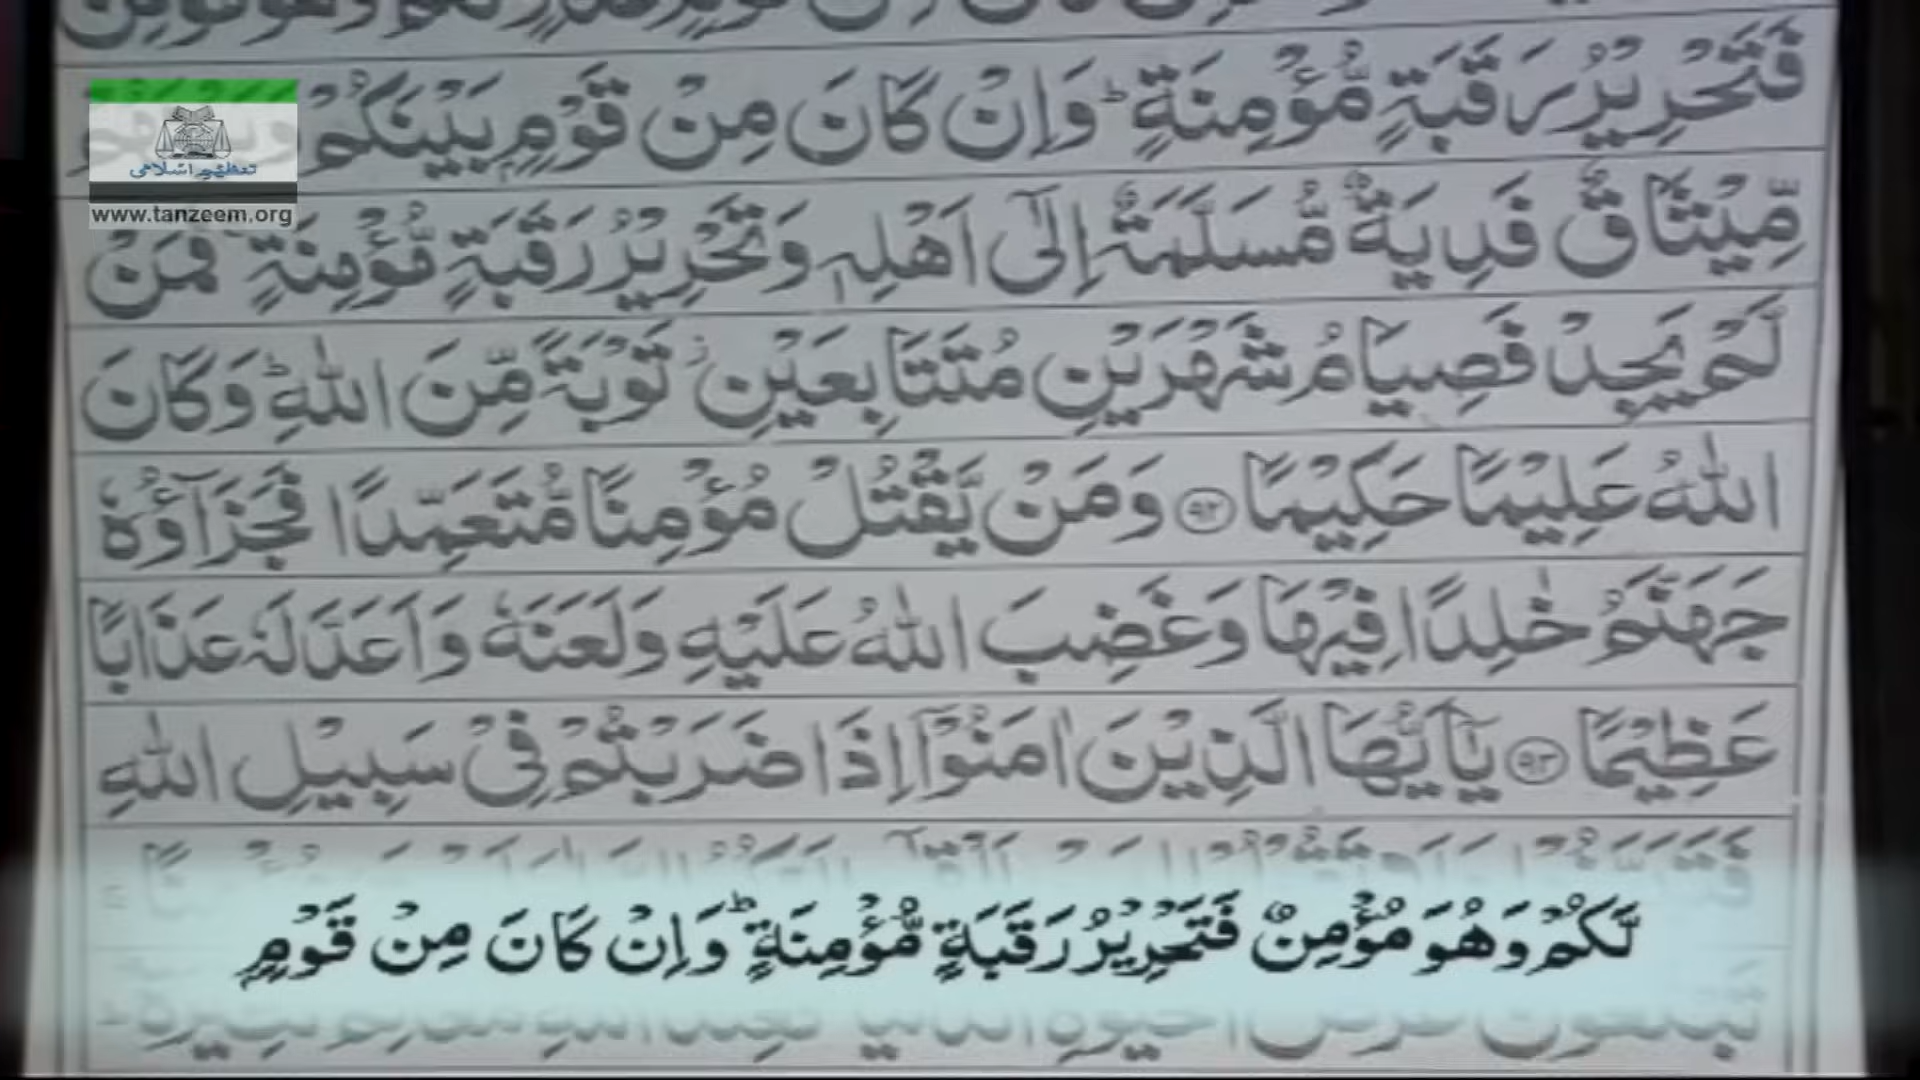 فَتَحْرِیْرُ رَقَبَةٍ مُّؤْمِنَةٍ ؕ وَاِنْ كَانَ مِنْ قَوْمٍۭ بَیْنَكُمْ
تنظیم اسلامی
www.tanzeem.org
مِّیْثَاقٌ فَدِیَةٌ مُّسَلَّمَةٌ اِلٰۤی اَهْلِهٖ وَتَحْرِیْرُ رَقَبَةٍ مُّؤْمِنَةٍ ۚ فَمَنْ
لَّمْ یَجِدْ فَصِیَامُ شَهْرَیْنِ مُتَتَابِعَیْنِ ؗ تَوْبَةً مِّنَ اللّٰهِ ؕ وَكَانَ
اللّٰهُ عَلِیْمًا حَكِیْمًا ﴿۹۲﴾ وَمَنْ یَّقْتُلْ مُؤْمِنًا مُّتَعَمِّدًا فَجَزَآؤُهٗ
جَهَنَّمُ خٰلِدًا فِیْهَا وَغَضِبَ اللّٰهُ عَلَیْهِ وَلَعَنَهٗ وَاَعَدَّ لَهٗ عَذَابًا
عَظِیْمًا ﴿۹۳﴾ یٰۤاَیُّهَا الَّذِیْنَ اٰمَنُوْۤا اِذَا ضَرَبْتُمْ فِیْ سَبِیْلِ اللّٰهِ
لَّكُمْ وَهُوَ مُؤْمِنٌ فَتَحْرِیْرُ رَقَبَةٍ مُّؤْمِنَةٍ ؕ وَاِنْ كَانَ مِنْ قَوْمٍۭ